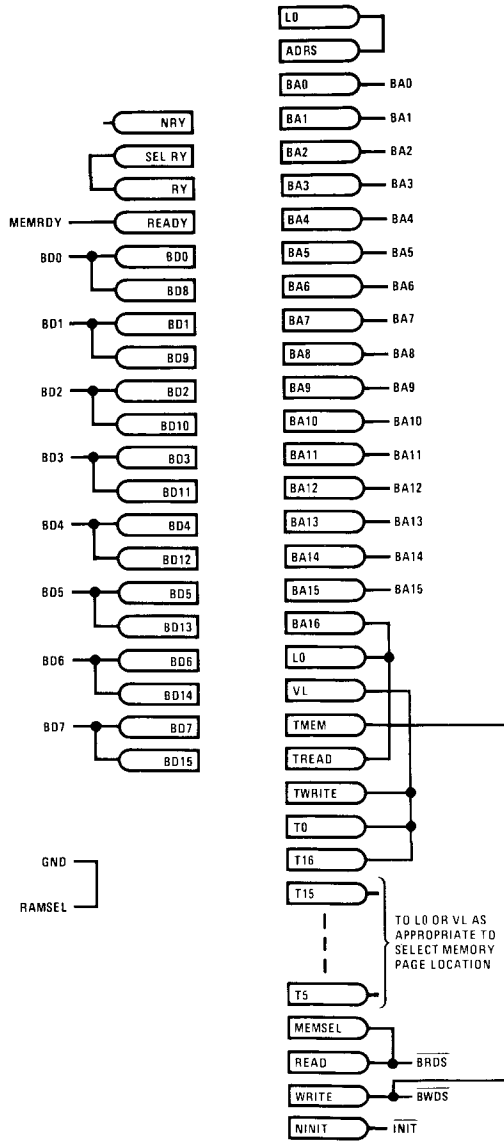 NRY
SEL RY
RY
MEMRDY READY
BD0 BD0
BD8
BD1 BD1
BD9
BD2 BD2
BD10
BD3 BD3
BD11
BD4 BD4
BD12
BD5 BD5
BD13
BD6 BD6
BD14
BD7 BD7
BD15
GND
RAMSEL
L0
ADRS
BA0 BA0
BA1 BA1
BA2 BA2
BA3 BA3
BA4 BA4
BA5 BA5
BA6 BA6
BA7 BA7
BA8 BA8
BA9 BA9
BA10 BA10
BA11 BA11
BA12 BA12
BA13 BA13
BA14 BA14
BA15 BA15
BA16
L0
VL
TMEM
TREAD
TWRITE
T0
T16
T15
TO L0 OR VL AS
APPROPRIATE TO
SELECT MEMORY
PAGE LOCATION
T5
MEMSEL
READ BRDS
WRITE BWDS
NINIT INIT